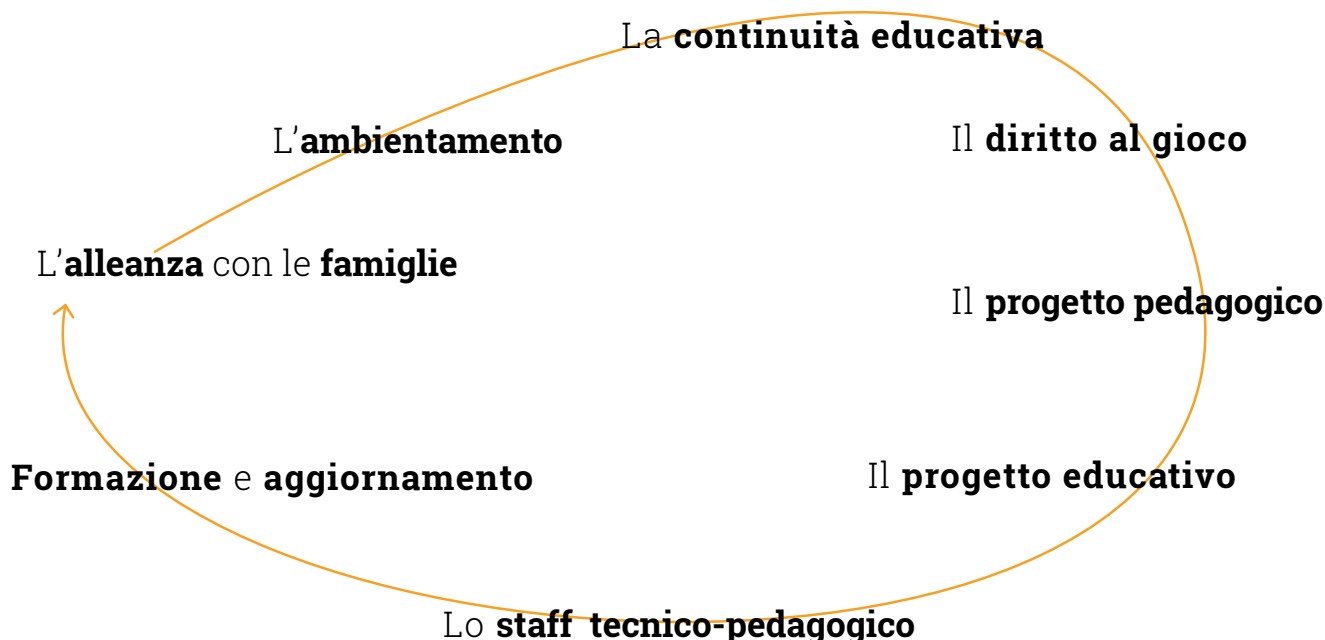 La continuità educativa
L'ambientamento
Il diritto al gioco
L'alleanza con le famiglie
Il progetto pedagogico
Formazione e aggiornamento
Il progetto educativo
Lo staff tecnico-pedagogico